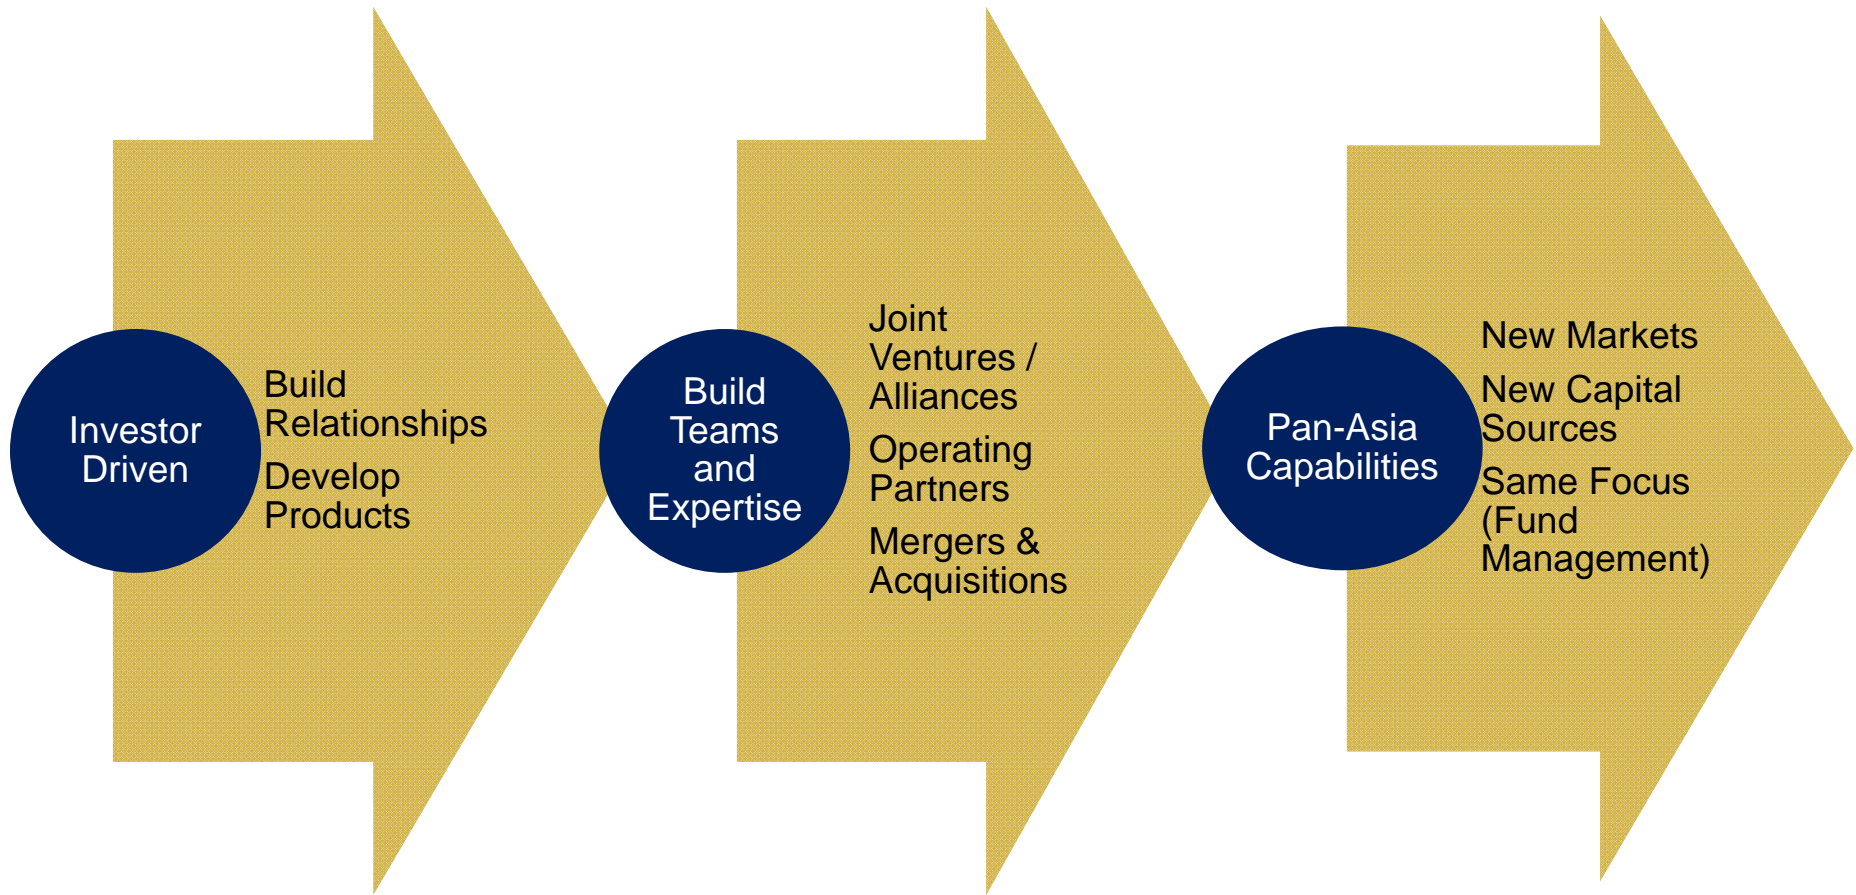 Investor
Driven
Build
Relationships
Develop
Products
Build
Teams
and
Expertise
Joint
Ventures /
Alliances
Operating
Partners
Mergers &
Acquisitions
Pan-Asia
Capabilities
New Markets
New Capital
Sources
Same Focus
(Fund
Management)